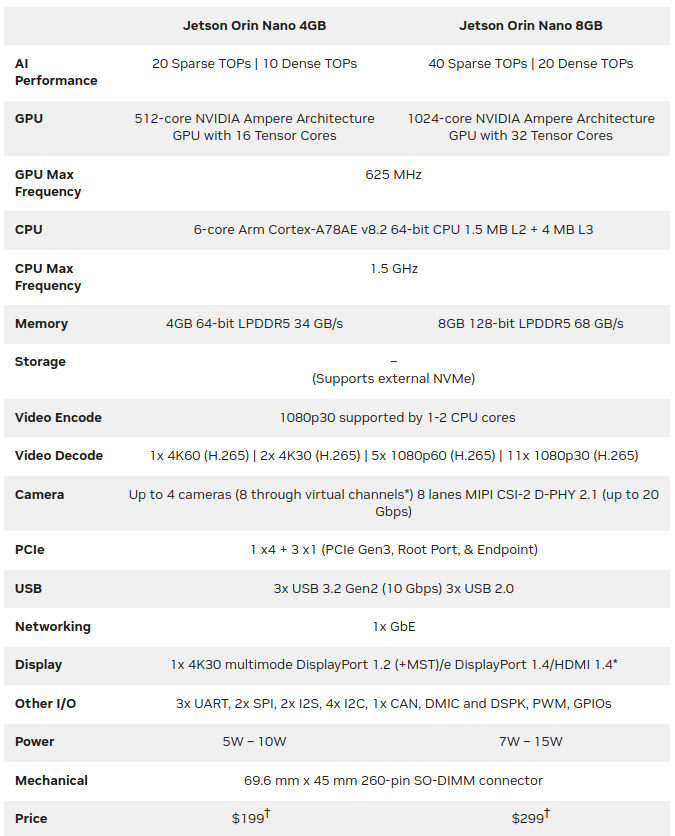 Jetson Orin Nano 4GB Jetson Orin Nano 8GB
AI Performance 20 Sparse TOPs | 10 Dense TOPs 40 Sparse TOPs | 20 Dense TOPs
GPU 512-core NVIDIA Ampere Architecture GPU with 16 Tensor Cores 1024-core NVIDIA Ampere Architecture GPU with 32 Tensor Cores
GPU Max Frequency 625 MHz
CPU 6-core Arm Cortex-A78AE v8.2 64-bit CPU 1.5 MB L2 + 4 MB L3
CPU Max Frequency 1.5 GHz
Memory 4GB 64-bit LPDDR5 34 GB/s 8GB 128-bit LPDDR5 68 GB/s
Storage –
(Supports external NVMe)
Video Encode 1080p30 supported by 1-2 CPU cores
Video Decode 1x 4K60 (H.265) | 2x 4K30 (H.265) | 5x 1080p60 (H.265) | 11x 1080p30 (H.265)
Camera Up to 4 cameras (8 through virtual channels*) 8 lanes MIPI CSI-2 D-PHY 2.1 (up to 20 Gbps)
PCIe 1 x4 + 3 x1 (PCIe Gen3, Root Port, & Endpoint)
USB 3x USB 3.2 Gen2 (10 Gbps) 3x USB 2.0
Networking 1x GbE
Display 1x 4K30 multimode DisplayPort 1.2 (+MST)/e DisplayPort 1.4/HDMI 1.4*
Other I/O 3x UART, 2x SPI, 2x I2S, 4x I2C, 1x CAN, DMIC and DSPK, PWM, GPIOs
Power 5W – 10W 7W – 15W
Mechanical 69.6 mm x 45 mm 260-pin SO-DIMM connector
Price $199† $299†